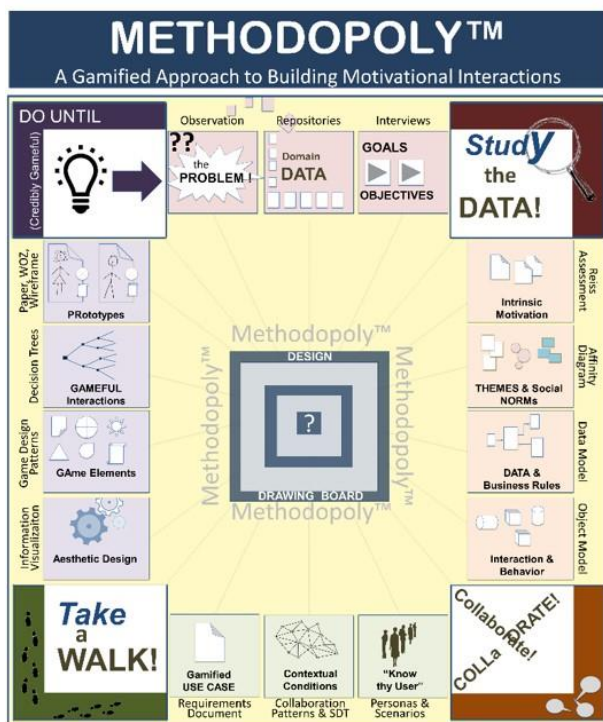 METHODOPOLY™
A Gamified Approach to Building Motivational Interactions
DO UNTIL
(Credibly Gameful)
Observation
Repositories
Interviews
??
the
PROBLEM !
Domain
DATA
GOALS
OBJECTIVES
Study
the
DATA!
Paper, WOZ,
Wireframe
PRototypes
Decision Trees
GAMEFUL
Interactions
Game Design
Patterns
GAme Elements
Information
Visualizaiton
Aesthetic Design
Methodopoly™
Methodopoly™
Methodopoly™
Methodopoly™
DESIGN
?
DRAWING BOARD
Intrinsic
Motivation
Reiss
Assessment
THEMES & Social
NORMs
Affinity
Diagram
DATA &
Business Rules
Data Model
Interaction &
Behavior
Object Model
Take
a
WALK!
Gamified
USE CASE
Requirements
Document
Contextual
Conditions
Collaboration
Patterns & SDT
“Know
thy User”
Personas &
Scenarios
Collaborate!
COLLaBORATE!